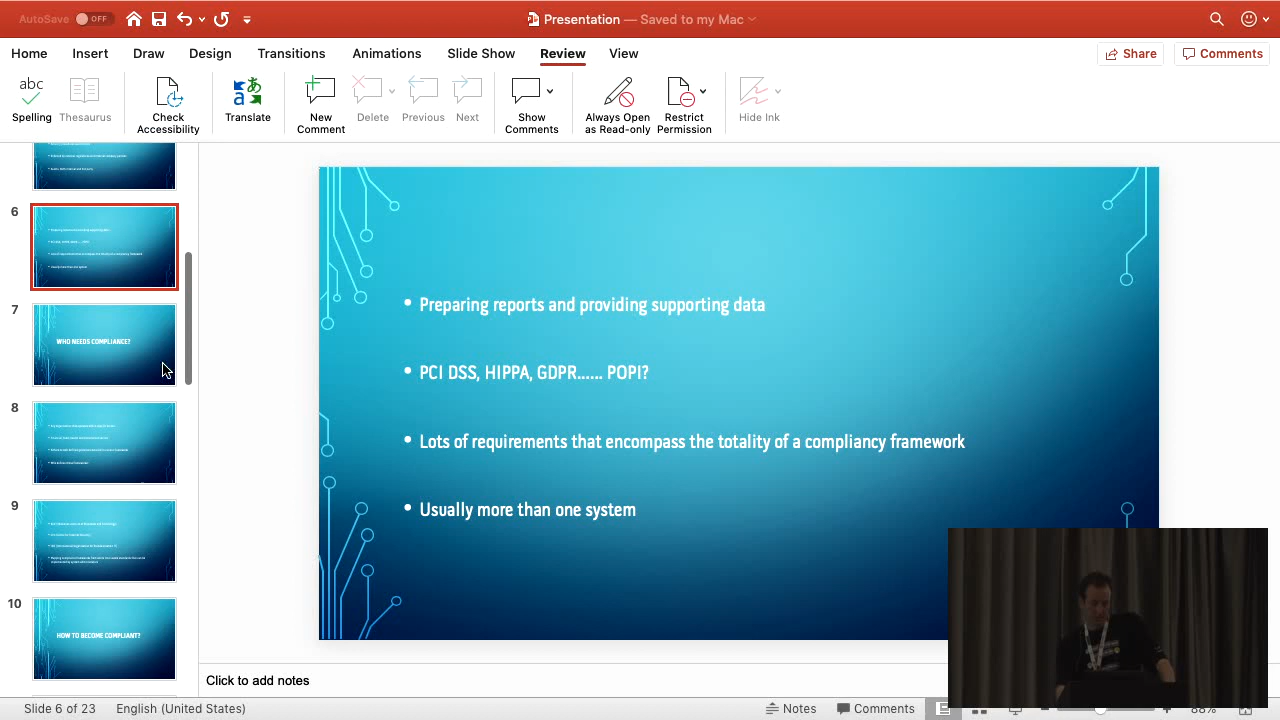 AutoSave OFF
Presentation — Saved to my Mac
Home Insert Draw Design Transitions Animations Slide Show Review View
Share Comments
abc
Spelling
Thesaurus
Check
Accessibility
Translate
New
Comment
Delete
Previous
Next
Show
Comments
Always Open
as Read-only
Restrict
Permission
Hide Ink
6
7
WHO NEEDS COMPLIANCE?
8
9
10
HOW TO BECOME COMPLIANT?
• Preparing reports and providing supporting data
• PCI DSS, HIPPA, GDPR...... POPI?
• Lots of requirements that encompass the totality of a compliancy framework
• Usually more than one system
Click to add notes
Slide 6 of 23 English (United States)
Notes Comments 88%